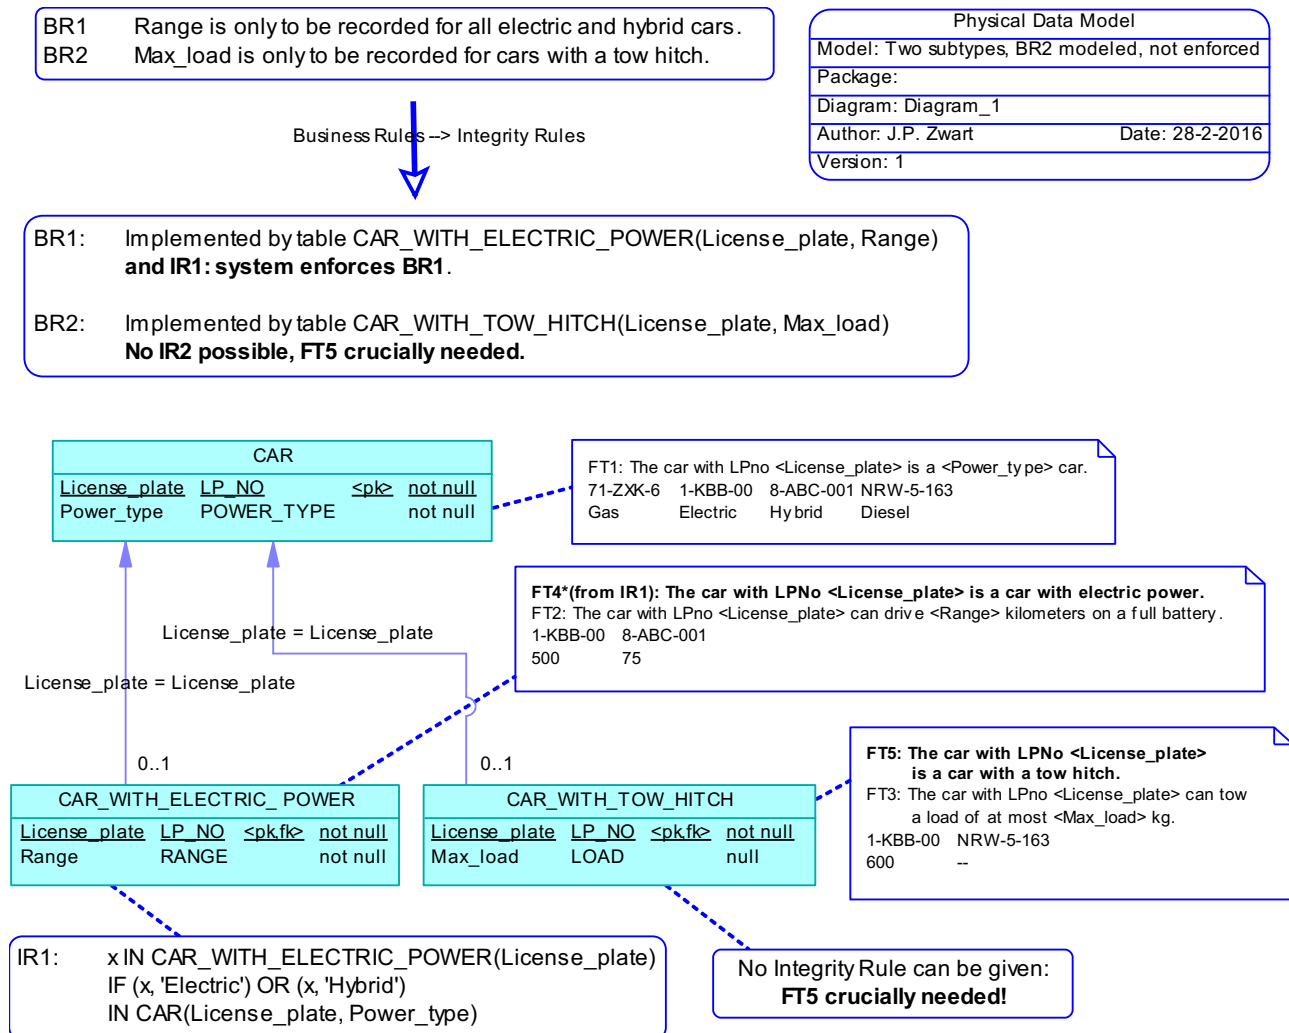 BR1 Range is only to be recorded for all electric and hybrid cars.
BR2 Max_load is only to be recorded for cars with a tow hitch.
Physical Data Model
Model: Two subtypes, BR2 modeled, not enforced
Package:
Diagram: Diagram_1
Author: J.P. Zwart Date: 28-2-2016
Version: 1
Business Rules --> Integrity Rules
BR1: Implemented by table CAR_WITH_ELECTRIC_POWER(License_plate, Range)
and IR1: system enforces BR1.
BR2: Implemented by table CAR_WITH_TOW_HITCH(License_plate, Max_load)
No IR2 possible, FT5 crucially needed.
CAR
License_plate LP_NO <pk> not null
Power_type POWER_TYPE not null
FT1: The car with LPno <License_plate> is a <Power_type> car.
71-ZXK-6 1-KBB-00 8-ABC-001 NRW-5-163
Gas Electric Hybrid Diesel
FT4*(from IR1): The car with LPNo <License_plate> is a car with electric power.
FT2: The car with LPno <License_plate> can drive <Range> kilometers on a full battery.
1-KBB-00 8-ABC-001
500 75
License_plate = License_plate
License_plate = License_plate
0..1
0..1
FT5: The car with LPNo <License_plate>
is a car with a tow hitch.
FT3: The car with LPno <License_plate> can tow
a load of at most <Max_load> kg.
1-KBB-00 NRW-5-163
600 --
CAR_WITH_ELECTRIC_ POWER
License_plate LP_NO <pk,fk> not null
Range RANGE not null
CAR_WITH_TOW_HITCH
License_plate LP_NO <pk,fk> not null
Max_load LOAD null
IR1: x IN CAR_WITH_ELECTRIC_POWER(License_plate)
IF (x, 'Electric') OR (x, 'Hybrid')
IN CAR(License_plate, Power_type)
No Integrity Rule can be given:
FT5 crucially needed!